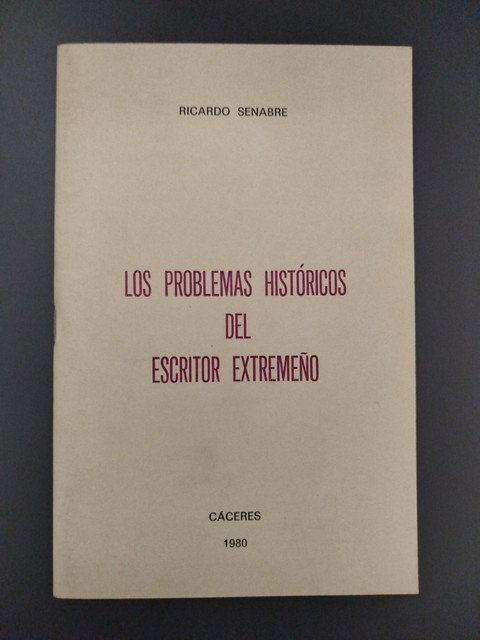 RICARDO SENABRE
LOS PROBLEMAS HISTÓRICOS
DEL
ESCRITOR EXTREMEÑO
CÁCERES
1980